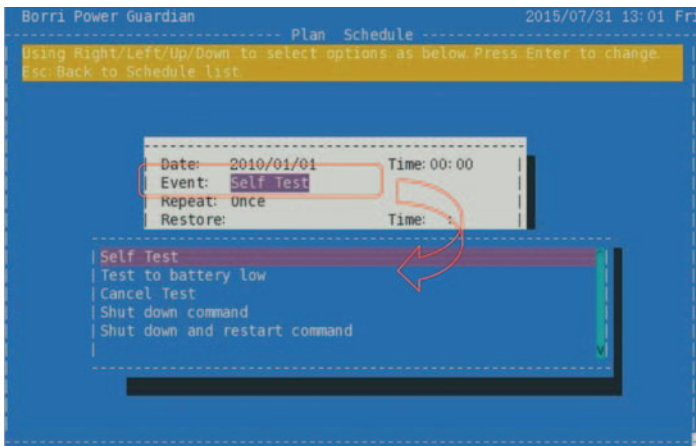 Borri Power Guardian 2015/07/31 13:01 Fri
Plan Schedule
Using Right/Left/Up/Down to select options as below. Press Enter to change.
Esc: Back to Schedule list.
Date: 2010/01/01 Time: 00:00
Event: Self Test
Repeat: Once
Restore: Time: :
Self Test
Test to battery low
Cancel Test
Shut down command
Shut down and restart command